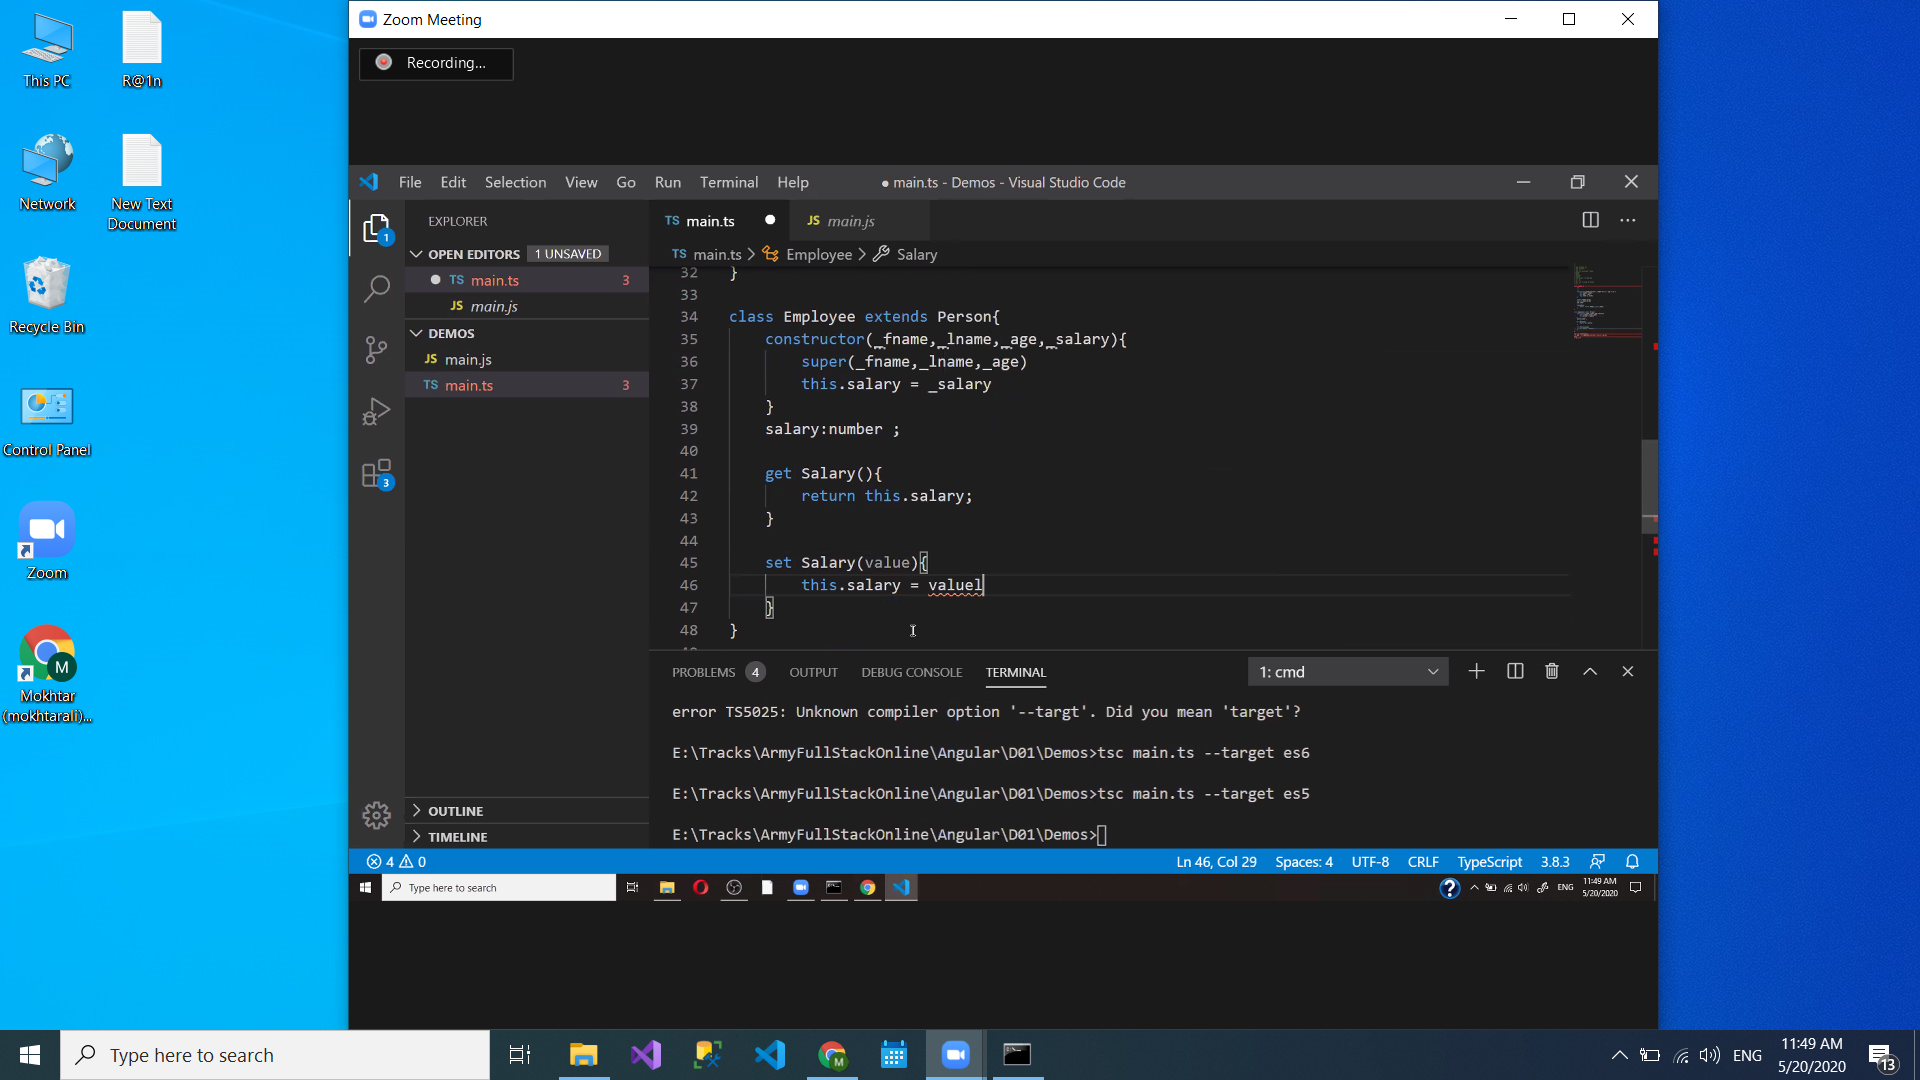 This PC
R@1n
Network
New Text
Document
Recycle Bin
Control Panel
Zoom
Mokhtar
(mokhtarali)...
Zoom Meeting
Recording...
File Edit Selection View Go Run Terminal Help
● main.ts - Demos - Visual Studio Code
EXPLORER
OPEN EDITORS 1 UNSAVED
TS main.ts 3
JS main.js
DEMOS
JS main.js
TS main.ts 3
OUTLINE
TIMELINE
1
3
TS main.ts
JS main.js
TS main.ts > Employee > Salary
32 }
33
34 class Employee extends Person{
35 constructor(_fname,_lname,_age,_salary){
36 super(_fname,_lname,_age)
37 this.salary = _salary
38 }
39 salary:number ;
40
41 get Salary(){
42 return this.salary;
43 }
44
45 set Salary(value){
46 this.salary = valuel
47 }
48 }
PROBLEMS 4 OUTPUT DEBUG CONSOLE TERMINAL 1: cmd
error TS5025: Unknown compiler option '--targt'. Did you mean 'target'?
E:\Tracks\ArmyFullStackOnline\Angular\D01\Demos>tsc main.ts --target es6
E:\Tracks\ArmyFullStackOnline\Angular\D01\Demos>tsc main.ts --target es5
E:\Tracks\ArmyFullStackOnline\Angular\D01\Demos>
4 0 Ln 46, Col 29 Spaces: 4 UTF-8 CRLF TypeScript 3.8.3
Type here to search ENG 11:49 AM
5/20/2020
Type here to search ENG 11:49 AM
5/20/2020
13